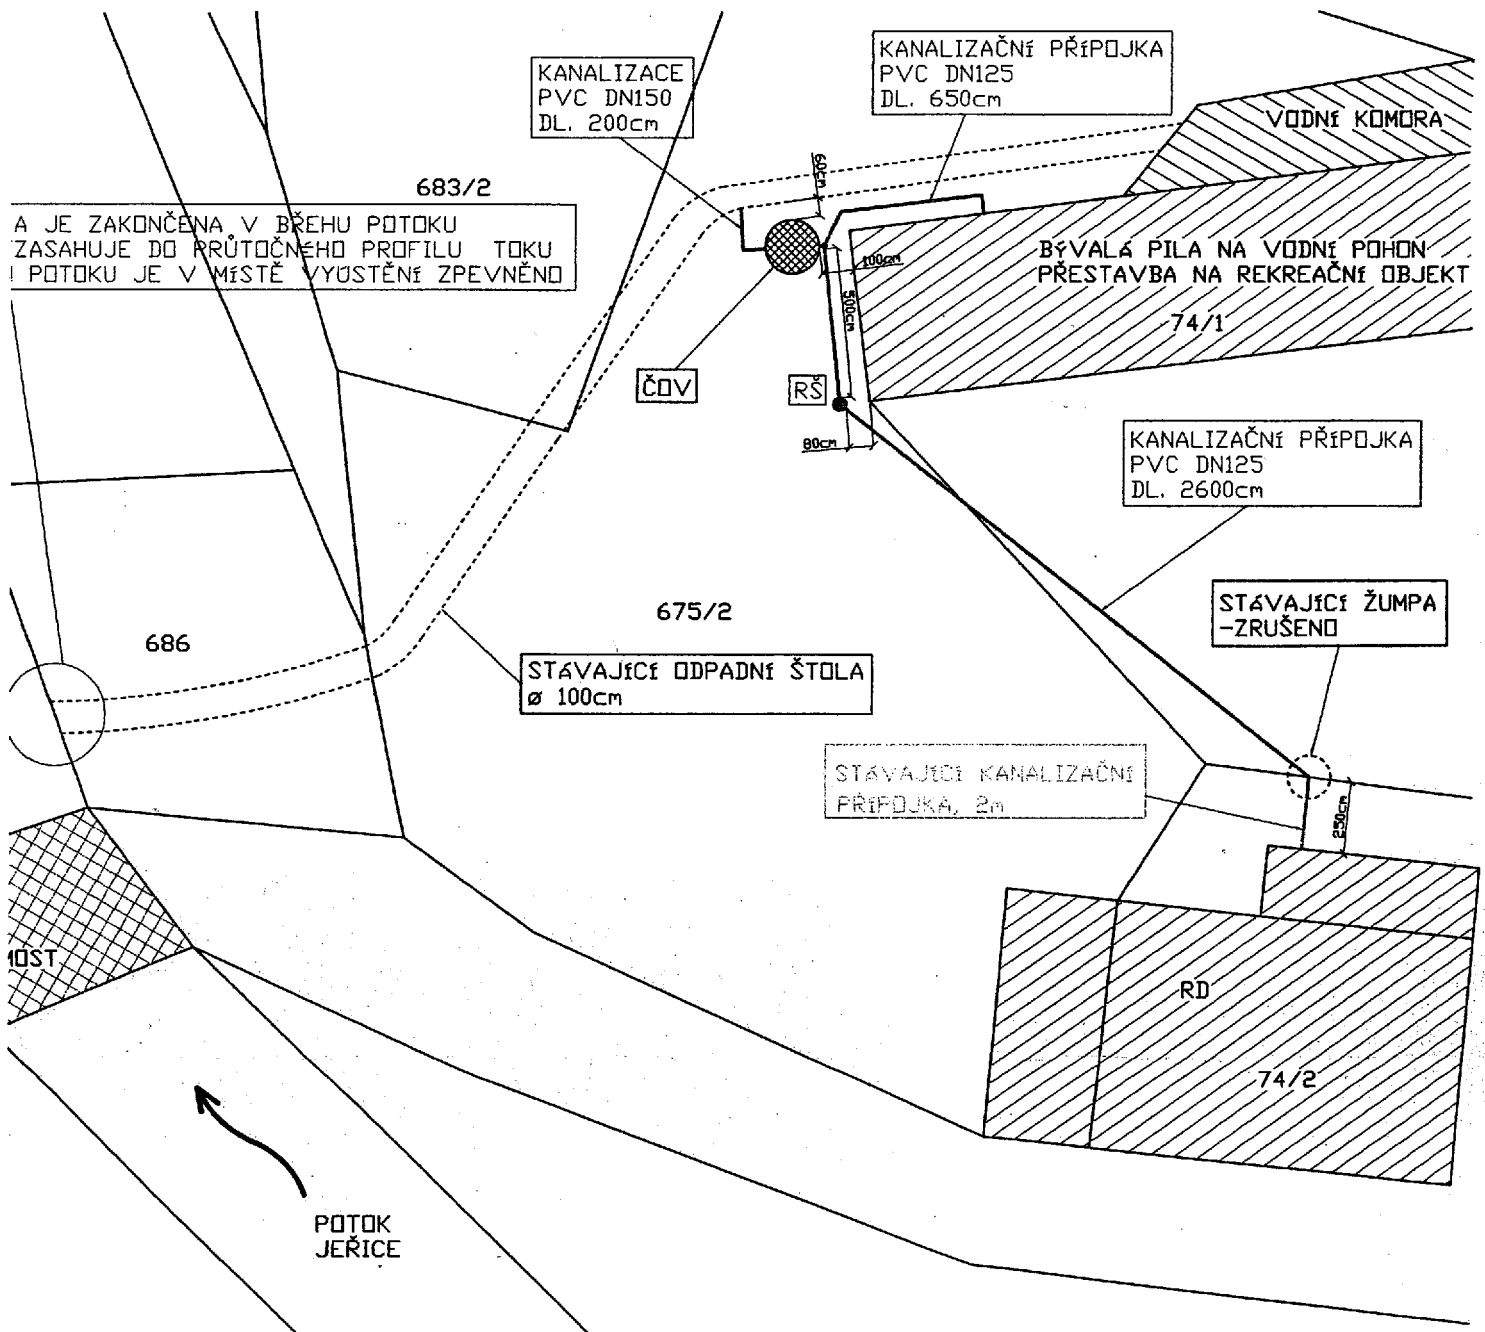 KANALIZACE
PVC DN150
DL. 200cm
KANALIZAČNÍ PŘÍPOJKA
PVC DN125
DL. 650cm
VODNÍ KOMORA
683/2
A JE ZAKONČENA V BŘEHU POTOKU
ZASAHUJE DO PRŮTOČNÉHO PROFILU TOKU
POTOKU JE V MÍSTĚ VYÚSTĚNÍ ZPEVNĚNO
60cm
100cm
500cm
BÝVALÁ PILA NA VODNÍ POHON
PŘESTAVBA NA REKREAČNÍ OBJEKT
74/1
ČOV
RŠ
80cm
KANALIZAČNÍ PŘÍPOJKA
PVC DN125
DL. 2600cm
STÁVAJÍCÍ ŽUMPA
-ZRUŠENO
686
675/2
STÁVAJÍCÍ ODPADNÍ ŠTOLA
ø 100cm
STÁVAJÍCÍ KANALIZAČNÍ
PŘÍPOJKA, 2m
250cm
MOST
RD
74/2
POTOK
JEŘICE